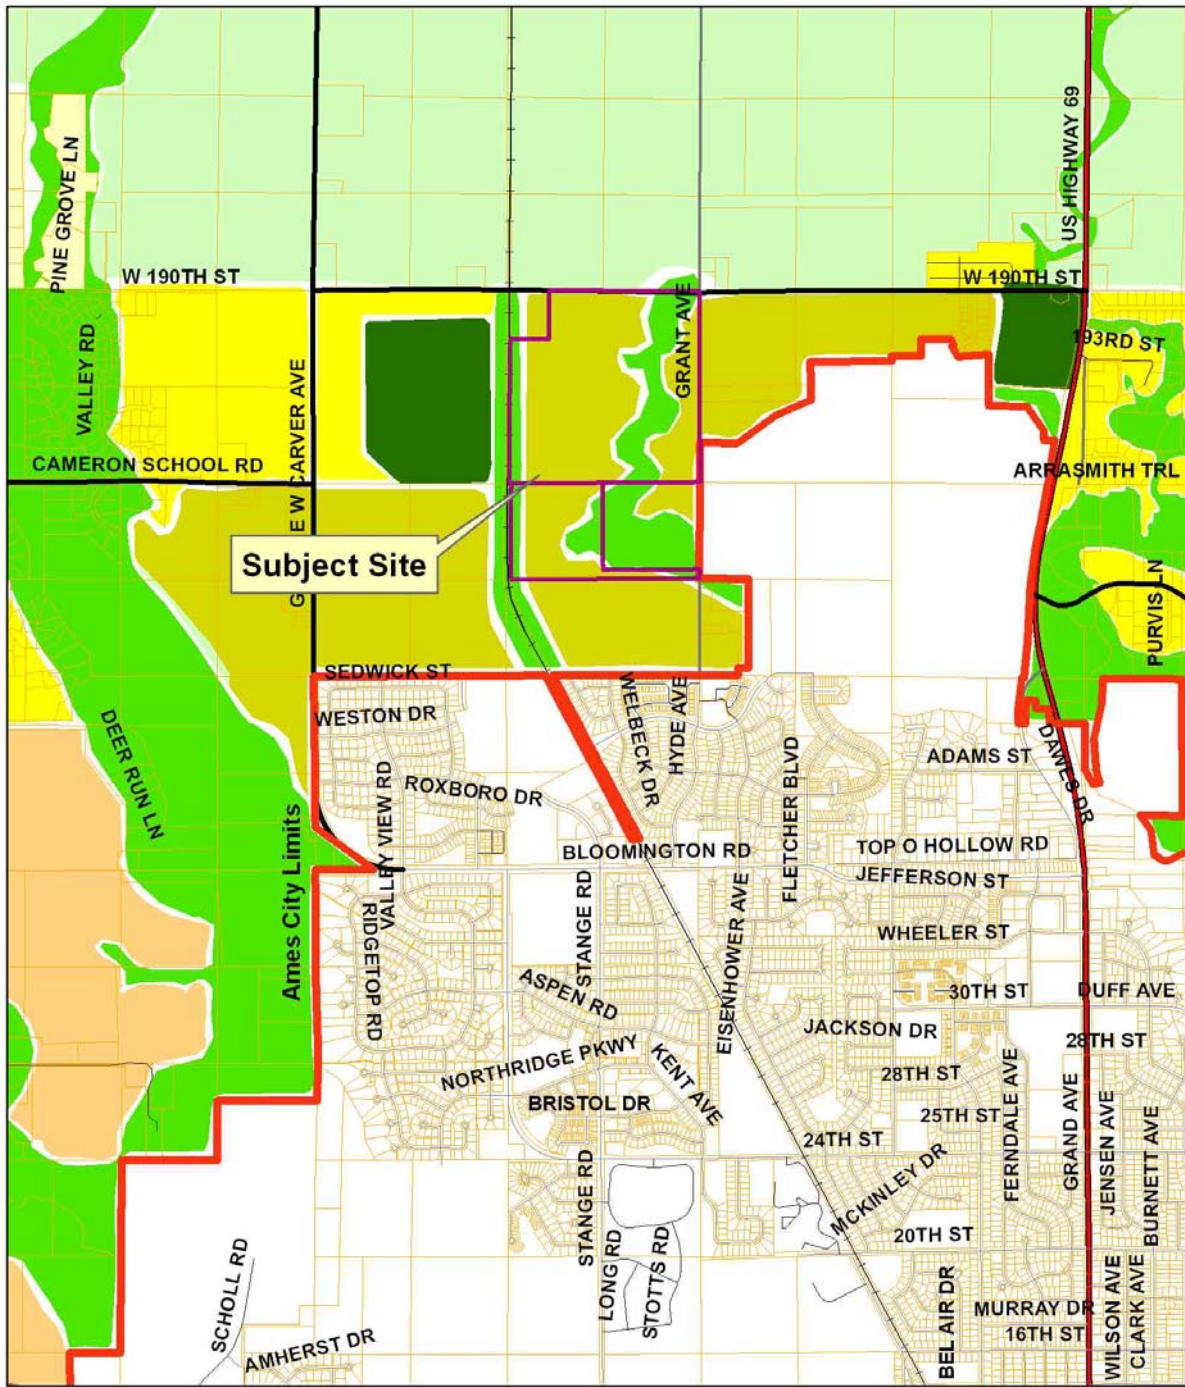 US HIGHWAY 69
PINE GROVE LN
W 190TH ST
W 190TH ST
GRANT AVE
VALLEY RD
193RD ST
E W CARVER AVE
CAMERON SCHOOL RD
ARRASMITH TRL
Subject Site
G
PURVIS LN
SEDWICK ST
WELBECK DR
HYDE AVE
WESTON DR
DEER RUN LN
FLETCHER BLVD
ADAMS ST
DAWES DR
VALLEY VIEW RD
ROXBORO DR
Ames City Limits
BLOOMINGTON RD
TOP O HOLLOW RD
JEFFERSON ST
STANGE RD
EISENHOWER AVE
RIDGETOP RD
WHEELER ST
ASPEN RD
30TH ST
DUFF AVE
JACKSON DR
28TH ST
NORTHRIDGE PKWY
KENT AVE
28TH ST
BRISTOL DR
25TH ST
FERNDALE AVE
GRAND AVE
JENSEN AVE
BURNETT AVE
24TH ST
MCKINLEY DR
STANGE RD
20TH ST
LONG RD
STOTTS RD
SCHOLL RD
BEL AIR DR
MURRAY DR
WILSON AVE
CLARK AVE
16TH ST
AMHERST DR